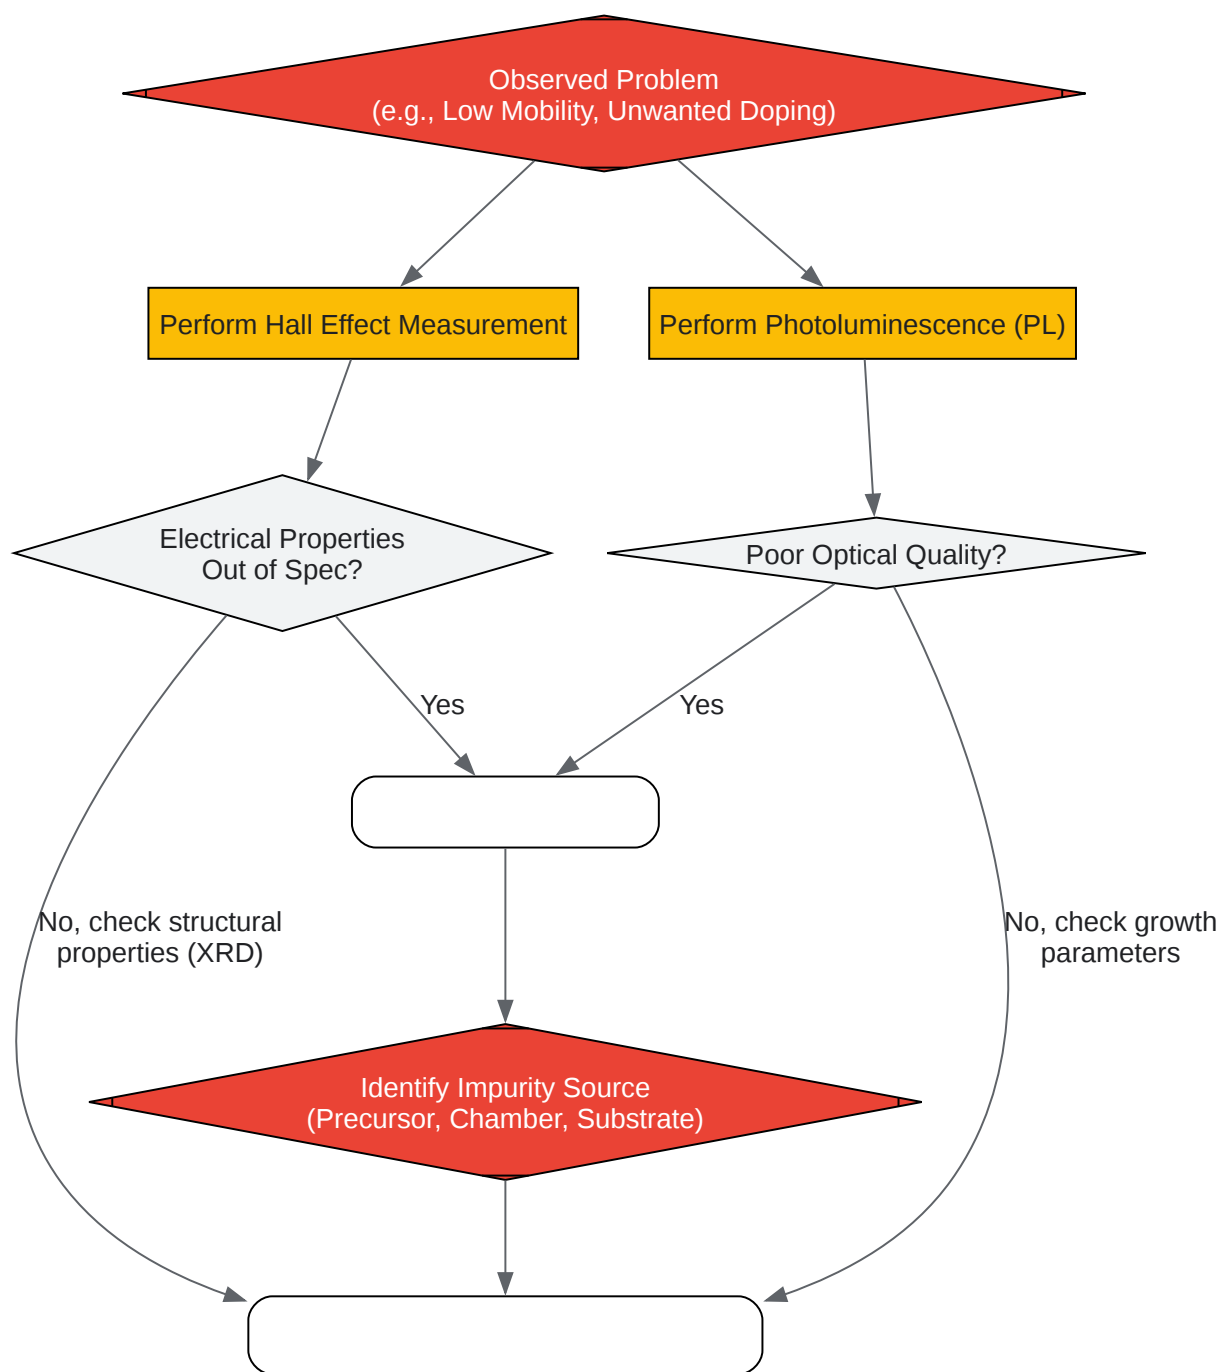 Observed Problem
(e.g., Low Mobility, Unwanted Doping)
Perform Hall Effect Measurement
Perform Photoluminescence (PL)
Electrical Properties
Out of Spec?
Poor Optical Quality?
Yes
Yes
No, check structural
properties (XRD)
No, check growth
parameters
Identify Impurity Source
(Precursor, Chamber, Substrate)